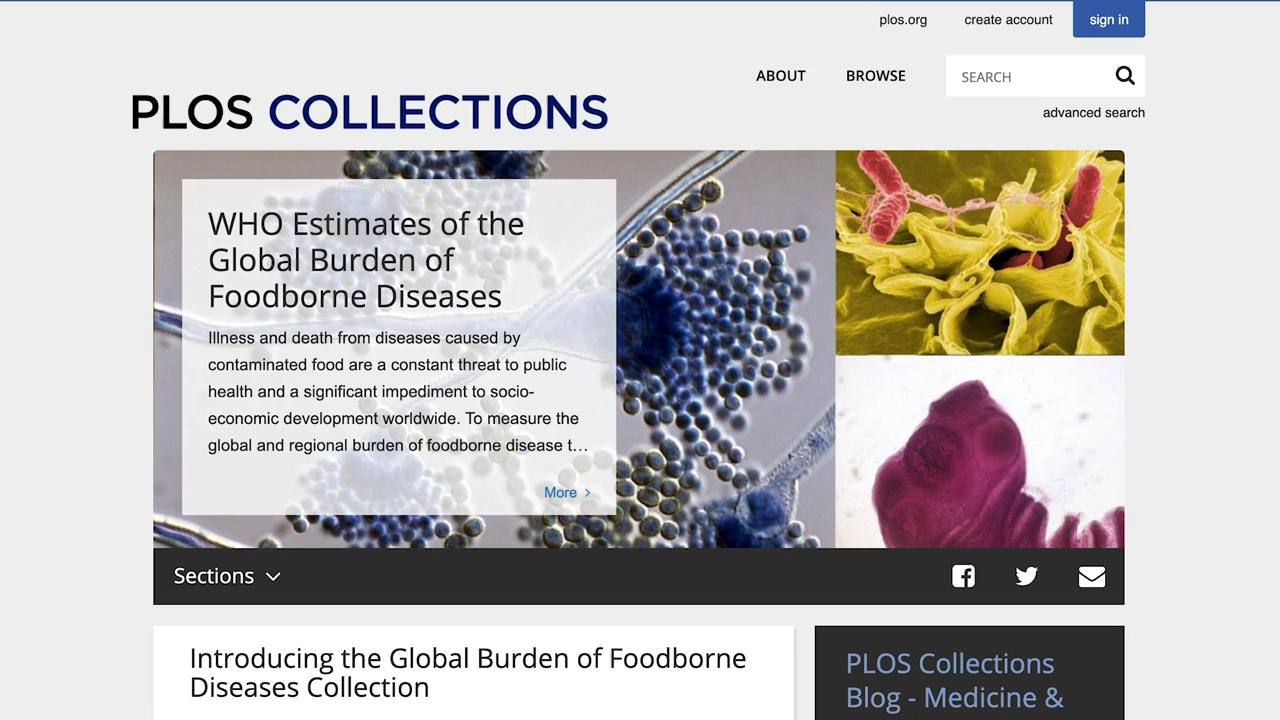 plos.org create account sign in
ABOUT BROWSE SEARCH
advanced search
PLOS COLLECTIONS
WHO Estimates of the
Global Burden of
Foodborne Diseases
Illness and death from diseases caused by
contaminated food are a constant threat to public
health and a significant impediment to socio-
economic development worldwide. To measure the
global and regional burden of foodborne disease t…
More
Sections
Introducing the Global Burden of Foodborne
Diseases Collection
PLOS Collections
Blog - Medicine &